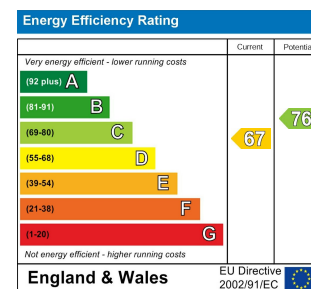 Energy Efficiency Rating
Current Potentia
Very energy efficient - lower running costs
(92 plus) A
(81-91) B
(69-80) C
(55-68) D
(39-54) E
(21-38) F
(1-20) G
67
76
Not energy efficient - higher running costs
England & Wales
EU Directive
2002/91/EC